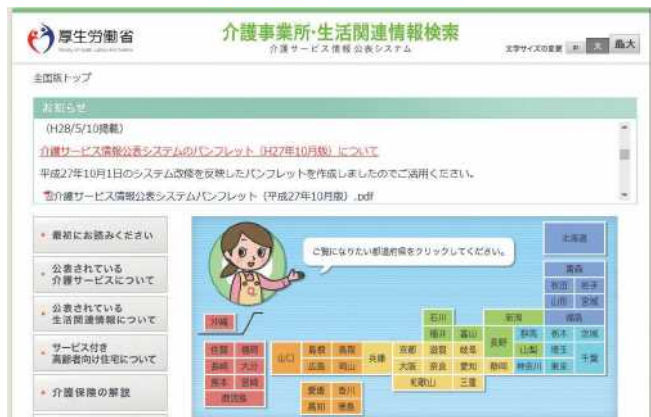 厚生労働省
介護事業所・生活関連情報検索
介護サービス情報公表システム
文字サイズの変更
大
最大
全国版トップ
お知らせ
（H28/5/10掲載）
介護サービス情報公表システムのパンフレット（H27年10月版）について
平成27年10月1日のシステム改修を反映したパンフレットを作成しましたのでご活用ください。
介護サービス情報公表システムパンフレット（平成27年10月版）.pdf
最初にお読みください
公表されている
介護サービスについて
公表されている
生活関連情報について
サービス付き
高齢者向け住宅について
介護保険の解説
ご覧になりたい都道府県をクリックしてください。
北海道
青森
秋田 岩手
山形 宮城
沖縄 石川 新潟 福島
福井 富山 長野 群馬 栃木 茨城
佐賀 福岡 山口 島根 鳥取 兵庫 京都 滋賀 岐阜 山梨 埼玉 千葉
長崎 大分 広島 岡山 大阪 奈良 愛知 静岡 神奈川 東京
熊本 宮崎 和歌山 三重
鹿児島 愛媛 香川
高知 徳島